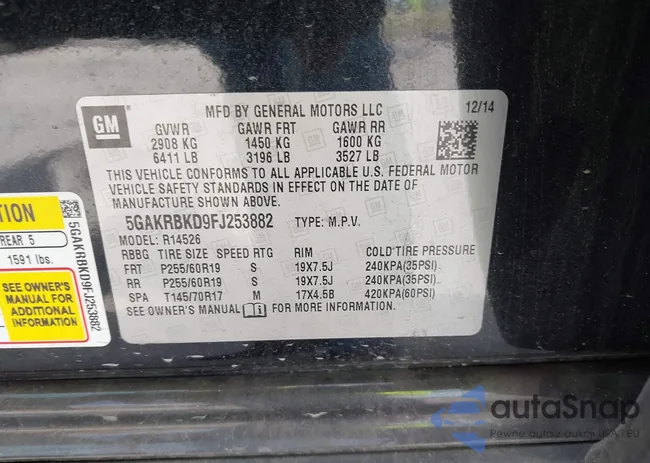 GM
MFD BY GENERAL MOTORS LLC
12/14
GVWR GAWR FRT GAWR RR
2908 KG 1450 KG 1600 KG
6411 LB 3196 LB 3527 LB
THIS VEHICLE CONFORMS TO ALL APPLICABLE U.S. FEDERAL MOTOR
VEHICLE SAFETY STANDARDS IN EFFECT ON THE DATE OF
MANUFACTURE SHOWN ABOVE.
5GAKRBKD9FJ253882 TYPE: M.P.V.
MODEL: R14526
RBBG TIRE SIZE SPEED RTG RIM COLD TIRE PRESSURE
FRT P255/60R19 S 19X7.5J 240KPA(35PSI)
RR P255/60R19 S 19X7.5J 240KPA(35PSI)
SPA T145/70R17 M 17X4.5B 420KPA(60PSI)
SEE OWNER'S MANUAL FOR MORE INFORMATION.
TION
REAR 5
1591 lbs.
SEE OWNER'S
MANUAL FOR
ADDITIONAL
INFORMATION
5GAKRBKD9FJ253882
autoSnap
Pewne auto z aukcji USA i EU